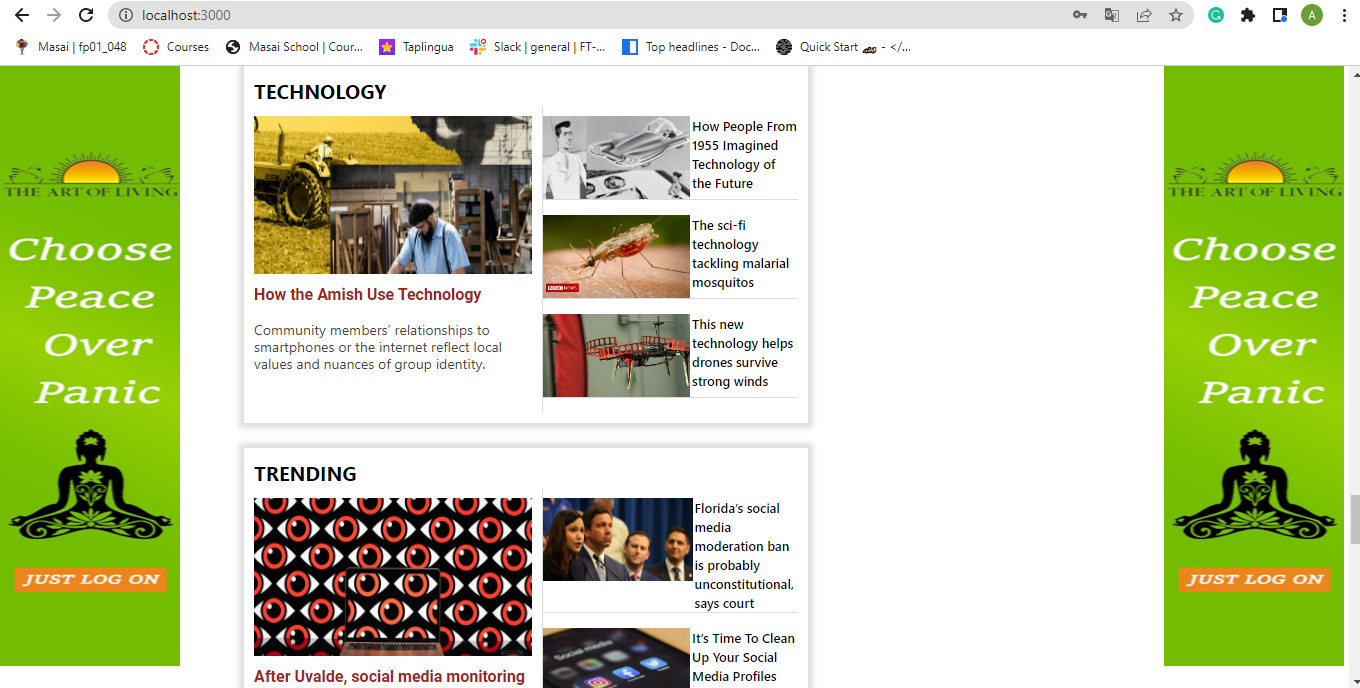 localhost:3000
A
Masai | fp01_048
Courses
Masai School | Cour...
Taplingua
Slack | general | FT-...
Top headlines - Doc...
Quick Start - </...
THE ART OF LIVING
Choose
Peace
Over
Panic
JUST LOG ON
TECHNOLOGY
How the Amish Use Technology
Community members’ relationships to
smartphones or the internet reflect local
values and nuances of group identity.
How People From
1955 Imagined
Technology of
the Future
BBC NEWS
The sci-fi
technology
tackling malarial
mosquitos
This new
technology helps
drones survive
strong winds
TRENDING
After Uvalde, social media monitoring
Florida’s social
media
moderation ban
is probably
unconstitutional,
says court
Social media
It’s Time To Clean
Up Your Social
Media Profiles
THE ART OF LIVING
Choose
Peace
Over
Panic
JUST LOG ON